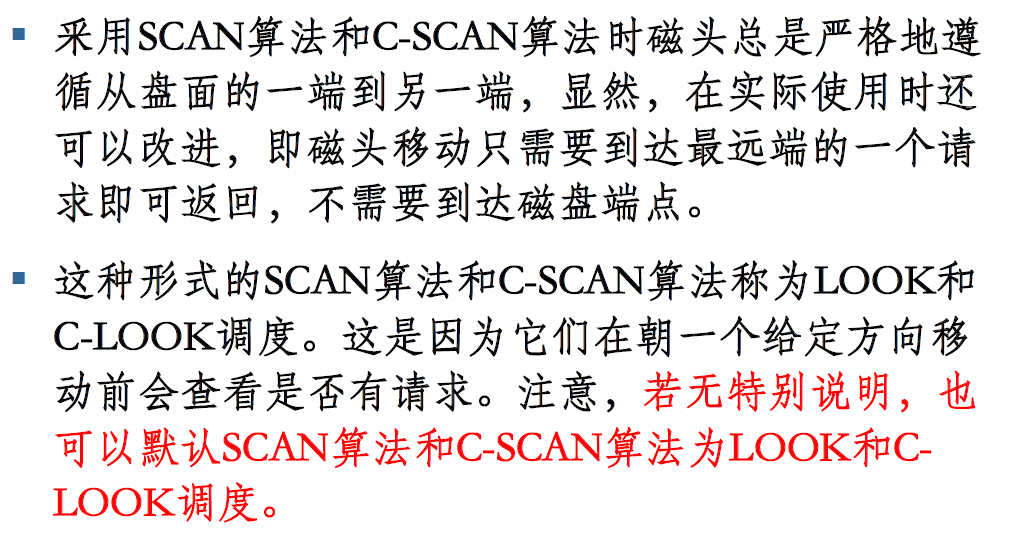 采用SCAN算法和C-SCAN算法时磁头总是严格地遵
循从盘面的一端到另一端，显然，在实际使用时还
可以改进，即磁头移动只需要到达最远端的一个请
求即可返回，不需要到达磁盘端点。
这种形式的SCAN算法和C-SCAN算法称为LOOK和
C-LOOK调度。这是因为它们在朝一个给定方向移
动前会查看是否有请求。注意，若无特别说明，也
可以默认SCAN算法和C-SCAN算法为LOOK和C-
LOOK调度。